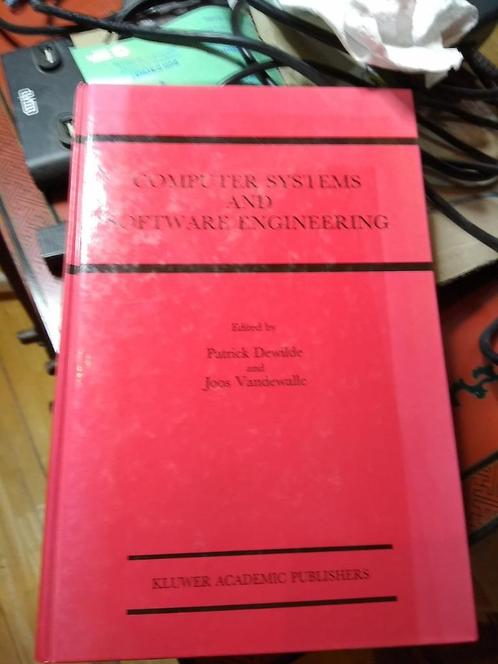 COMPUTER SYSTEMS
AND
SOFTWARE ENGINEERING
Edited by
Patrick Dewilde
and
Joos Vandewalle
KLUWER ACADEMIC PUBLISHERS